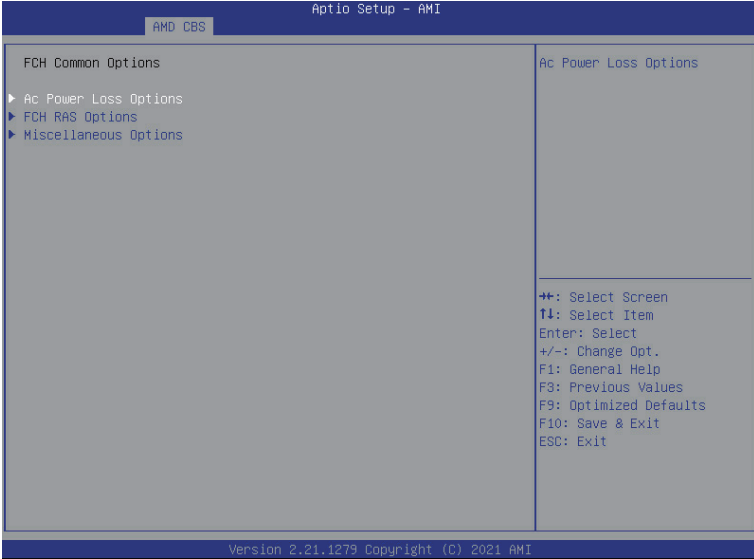 Aptio Setup – AMI
AMD CBS
FCH Common Options
Ac Power Loss Options
FCH RAS Options
Miscellaneous Options
Ac Power Loss Options
→←: Select Screen
↑↓: Select Item
Enter: Select
+/-: Change Opt.
F1: General Help
F3: Previous Values
F9: Optimized Defaults
F10: Save & Exit
ESC: Exit
Version 2.21.1279 Copyright (C) 2021 AMI